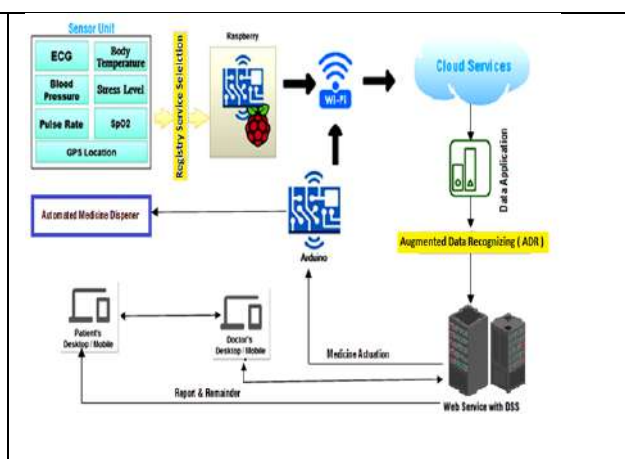 Sensor Unit
ECG
Body
Temperature
Blood
Pressure
Stress Level
Pulse Rate
SpO2
GPS Location
Registry Service Selelction
Raspberry
Wi-Fi
Cloud Services
Data Application
Augmented Data Recognizing ( ADR )
Automated Medicine Dispener
Arduino
Patient's
Desktop / Mobile
Doctor's
Desktop / Mobile
Medicine Actuation
Report & Remainder
Web Service with DSS